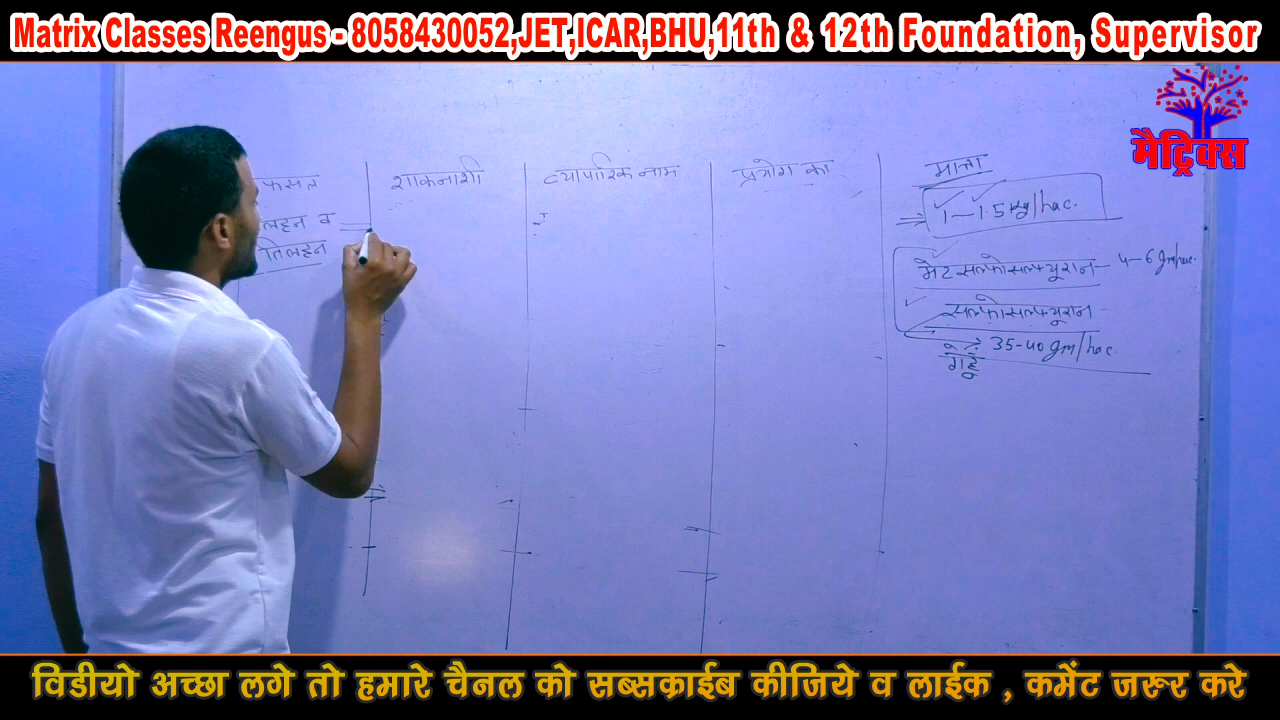 Matrix Classes Reengus - 8058430052,JET,ICAR,BHU,11th & 12th Foundation, Supervisor
मैट्रिक्स
फसल शाकनाशी व्यापारिक नाम प्रयोग का मात्रा
लहन व
तिलहन
1 - 1.5 kg/hac.
मेटसल्फोसल्फ्यूरान - 4-6 gm/hac.
सल्फोसल्फ्यूरान
35-40 gm/hac.
गेहूँ
विडीयो अच्छा लगे तो हमारे चैनल को सब्सक्राईब कीजिये व लाईक , कमेंट जरूर करे